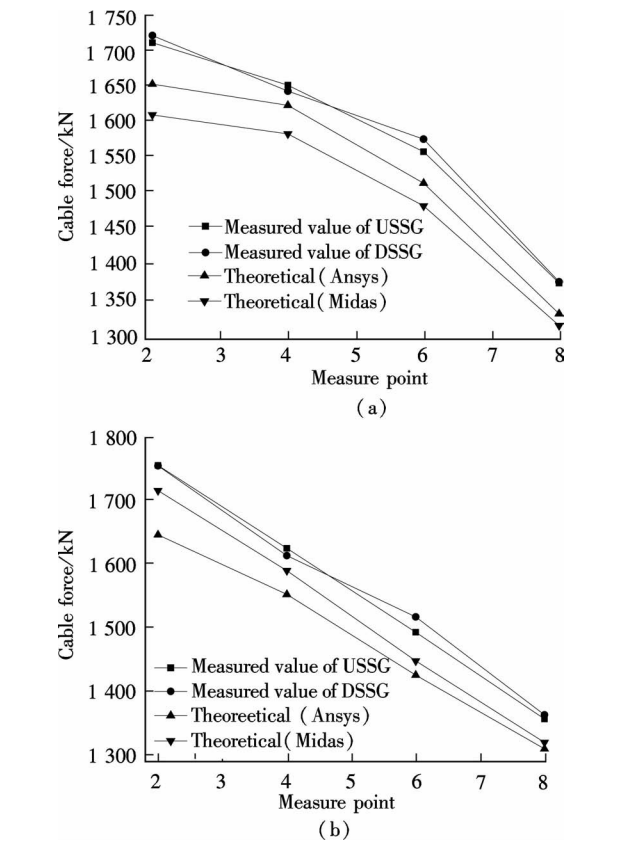 1 750
1 700
1 650
1 600
1 550
1 500
1 450
1 400
1 350
1 300
Cable force/kN
Measured value of USSG
Measured value of DSSG
Theoretical ( Ansys)
Theoretical( Midas)
2 3 4 5 6 7 8
Measure point
(a)
1 800
1 700
1 600
1 500
1 400
1 300
Cable force/kN
Measured value of USSG
Measured value of DSSG
Theoreetical ( Ansys)
Theoretical( Midas)
2 3 4 5 6 7 8
Measure point
(b)